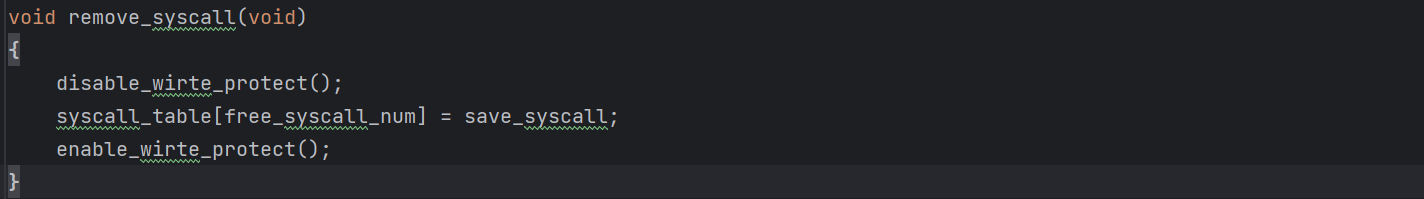 void remove_syscall(void)
{
disable_wirte_protect();
syscall_table[free_syscall_num] = save_syscall;
enable_wirte_protect();
}